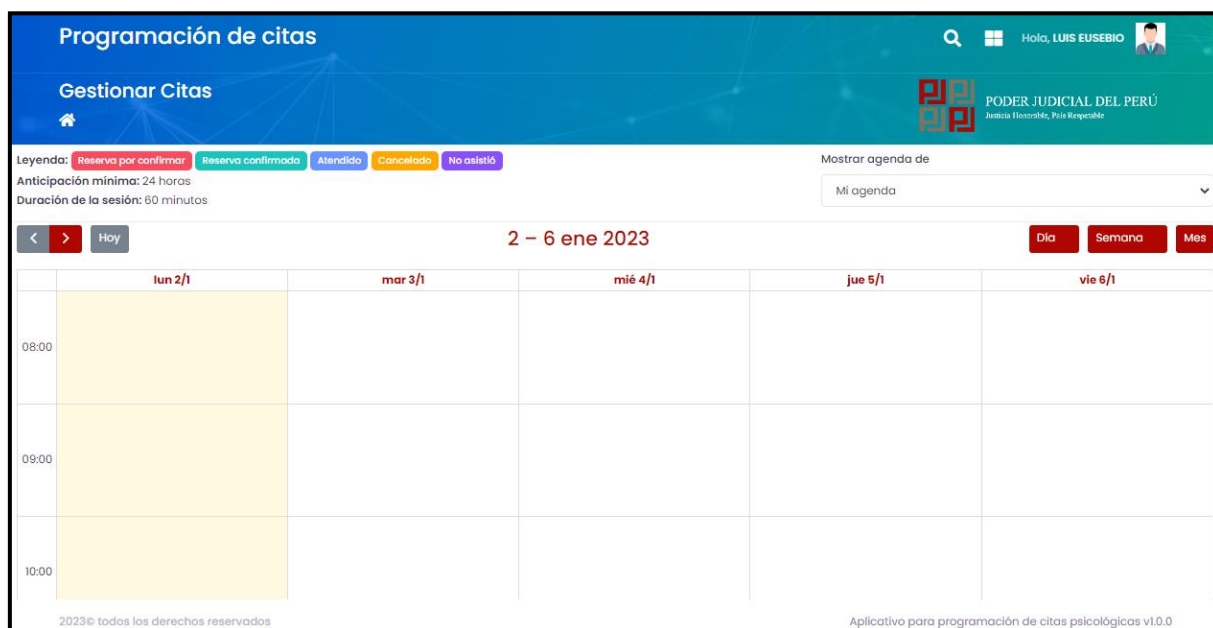 Programación de citas
Hola, LUIS EUSEBIO
Gestionar Citas
PODER JUDICIAL DEL PERÚ
Justicia Honorable, País Respetable
Leyenda: Reserva por confirmar Reserva confirmada Atendido Cancelado No asistió
Anticipación mínima: 24 horas
Duración de la sesión: 60 minutos
Mostrar agenda de
Mi agenda
Hoy
2 – 6 ene 2023
Día Semana Mes
lun 2/1 mar 3/1 mié 4/1 jue 5/1 vie 6/1
08:00
09:00
10:00
2023© todos los derechos reservados
Aplicativo para programación de citas psicológicas v1.0.0